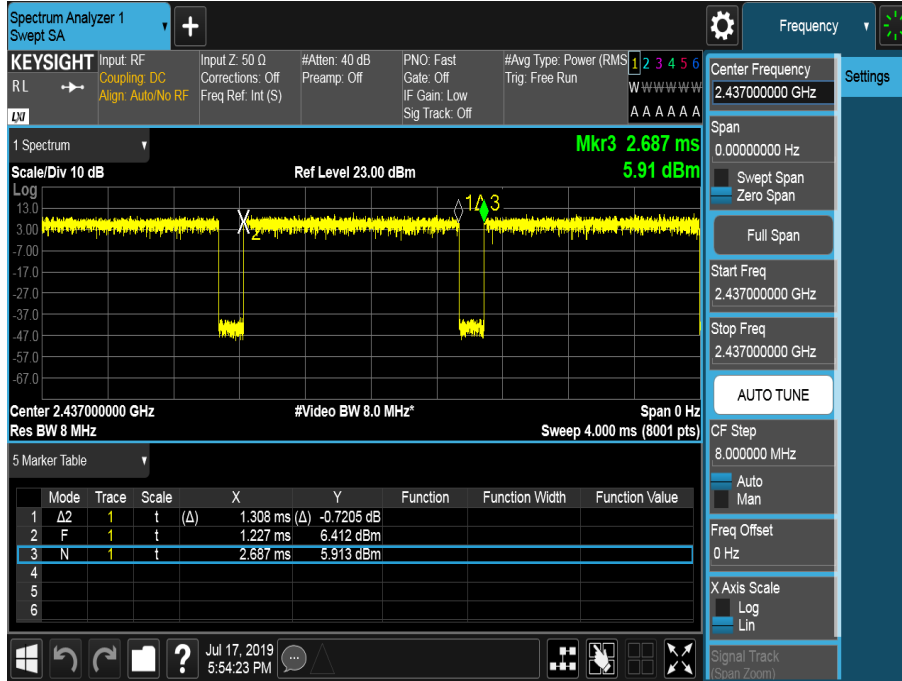 Spectrum Analyzer 1
Swept SA
+
Frequency
KEYSIGHT
RL
LXI
Input: RF
Coupling: DC
Align: Auto/No RF
Input Z: 50 Ω
Corrections: Off
Freq Ref: Int (S)
#Atten: 40 dB
Preamp: Off
PNO: Fast
Gate: Off
IF Gain: Low
Sig Track: Off
#Avg Type: Power (RMS
Trig: Free Run
1 2 3 4 5 6
W W W W W W
A A A A A A
Center Frequency
2.437000000 GHz
Settings
1 Spectrum
Mkr3 2.687 ms
Scale/Div 10 dB
Ref Level 23.00 dBm
5.91 dBm
Log
13.0
3.00
-7.00
-17.0
-27.0
-37.0
-47.0
-57.0
-67.0
X2
1Δ
3
Center 2.437000000 GHz
#Video BW 8.0 MHz*
Span 0 Hz
Res BW 8 MHz
Sweep 4.000 ms (8001 pts)
Span
0.00000000 Hz
Swept Span
Zero Span
Full Span
Start Freq
2.437000000 GHz
Stop Freq
2.437000000 GHz
AUTO TUNE
CF Step
8.000000 MHz
Auto
Man
Freq Offset
0 Hz
X Axis Scale
Log
Lin
Signal Track
(Span Zoom)
5 Marker Table
Mode Trace Scale X Y Function Function Width Function Value
1 Δ2 1 t (Δ) 1.308 ms (Δ) -0.7205 dB
2 F 1 t 1.227 ms 6.412 dBm
3 N 1 t 2.687 ms 5.913 dBm
4
5
6
?
Jul 17, 2019
5:54:23 PM